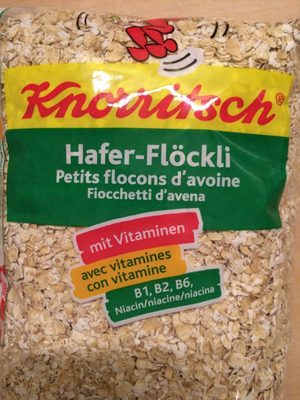 Knorritsch®
Hafer-Flöckli
Petits flocons d'avoine
Fiocchetti d'avena
mit Vitaminen
avec vitamines
con vitamine
B1, B2, B6,
Niacin/niacine/niacina